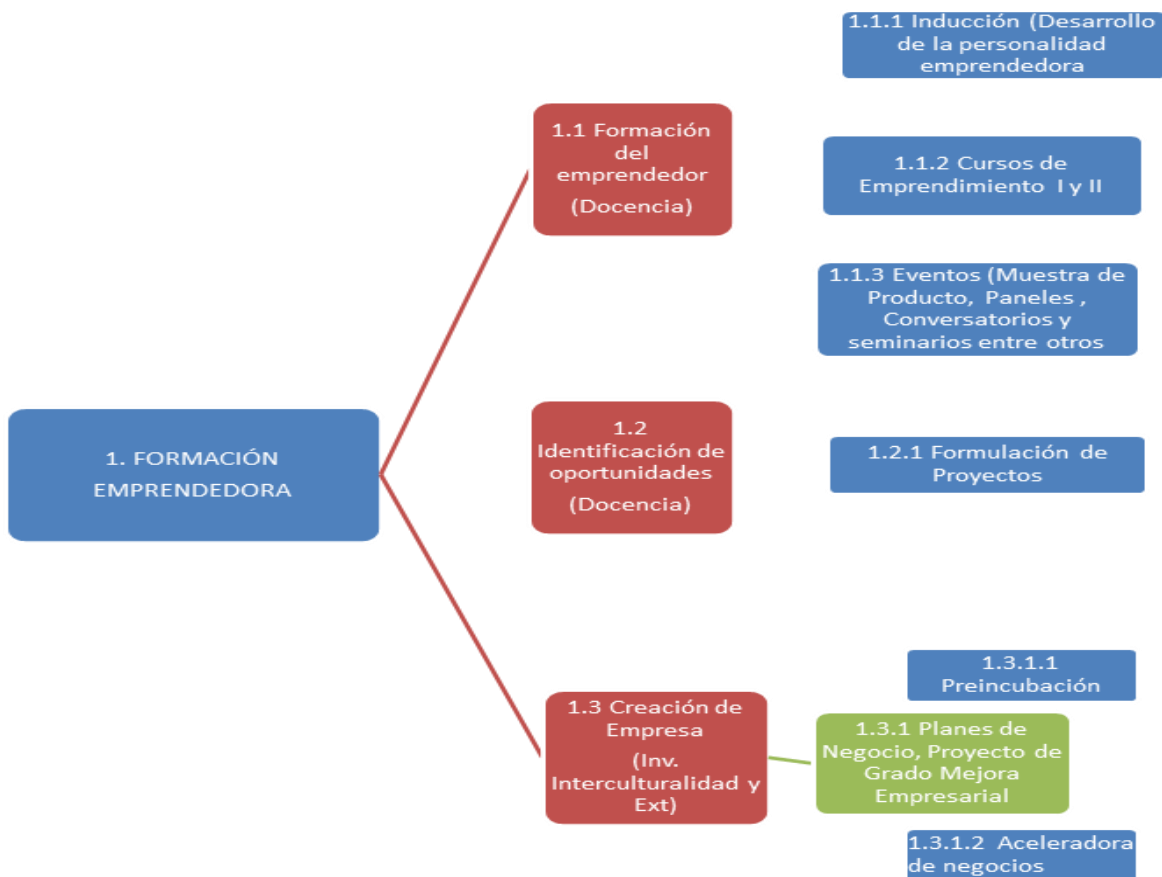 1. FORMACIÓN
EMPRENDEDORA
1.1 Formación
del
emprendedor
(Docencia)
1.1.1 Inducción (Desarrollo
de la personalidad
emprendedora
1.1.2 Cursos de
Emprendimiento I y II
1.1.3 Eventos (Muestra de
Producto, Paneles ,
Conversatorios y
seminarios entre otros
1.2
Identificación de
oportunidades
(Docencia)
1.2.1 Formulación de
Proyectos
1.3 Creación de
Empresa
(Inv.
Interculturalidad y
Ext)
1.3.1.1
Preincubación
1.3.1 Planes de
Negocio, Proyecto de
Grado Mejora
Empresarial
1.3.1.2 Aceleradora
de negocios